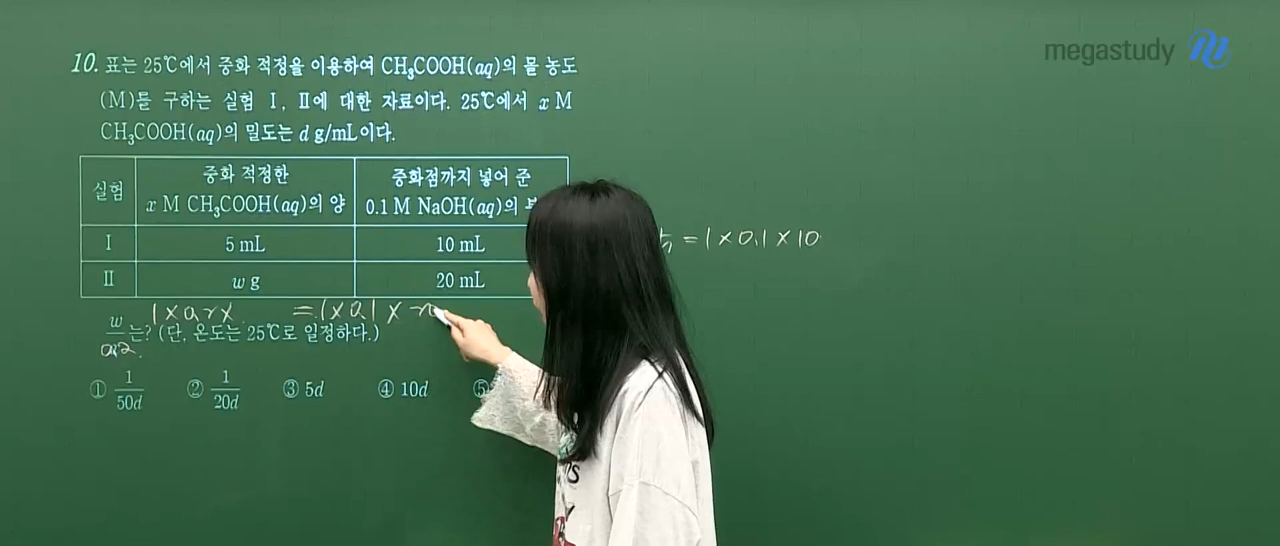 megastudy
10. 표는 25℃에서 중화 적정을 이용하여 CH₃COOH(aq)의 몰 농도
(M)를 구하는 실험 Ⅰ, Ⅱ에 대한 자료이다. 25℃에서 x M
CH₃COOH(aq)의 밀도는 d g/mL이다.
실험
중화 적정한
x M CH₃COOH(aq)의 양
중화점까지 넣어 준
0.1 M NaOH(aq)의
Ⅰ 5 mL 10 mL
Ⅱ w g 20 mL
= 1 × 0.1 × 10
= 1 × 0.1 ×
w/x는? (단, 온도는 25℃로 일정하다.)
0.2
① 1/50d ② 1/20d ③ 5d ④ 10d ⑤